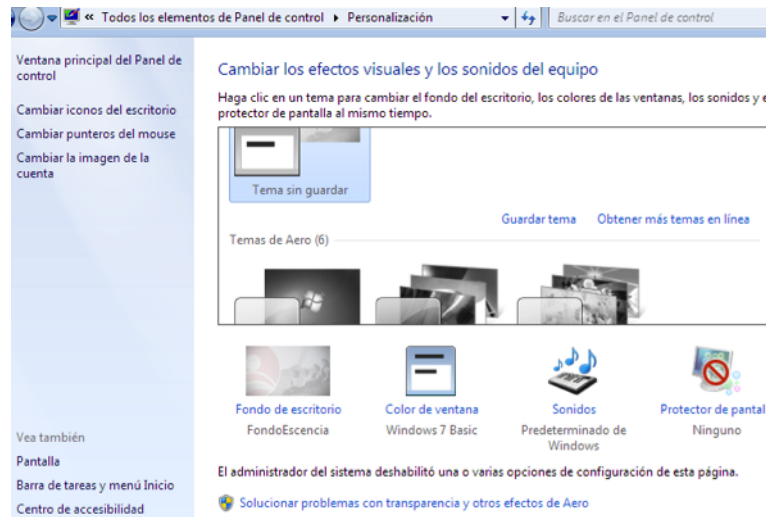 « Todos los elementos de Panel de control ▸ Personalización
Buscar en el Panel de control
Ventana principal del Panel de
control
Cambiar iconos del escritorio
Cambiar punteros del mouse
Cambiar la imagen de la
cuenta
Vea también
Pantalla
Barra de tareas y menú Inicio
Centro de accesibilidad
Cambiar los efectos visuales y los sonidos del equipo
Haga clic en un tema para cambiar el fondo del escritorio, los colores de las ventanas, los sonidos y e
protector de pantalla al mismo tiempo.
Tema sin guardar
Guardar tema Obtener más temas en línea
Temas de Aero (6)
Fondo de escritorio Color de ventana Sonidos Protector de pantal
FondoEscencia Windows 7 Basic Predeterminado de Ninguno
Windows
El administrador del sistema deshabilitó una o varias opciones de configuración de esta página.
Solucionar problemas con transparencia y otros efectos de Aero